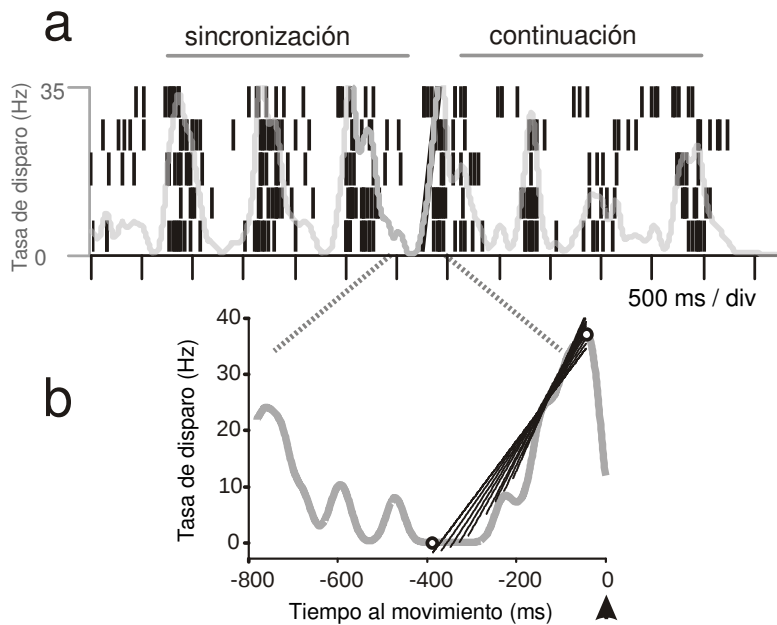 a
sincronización continuación
Tasa de disparo (Hz)
35
0
500 ms / div
b
Tasa de disparo (Hz)
40
30
20
10
0
-800 -600 -400 -200 0
Tiempo al movimiento (ms)